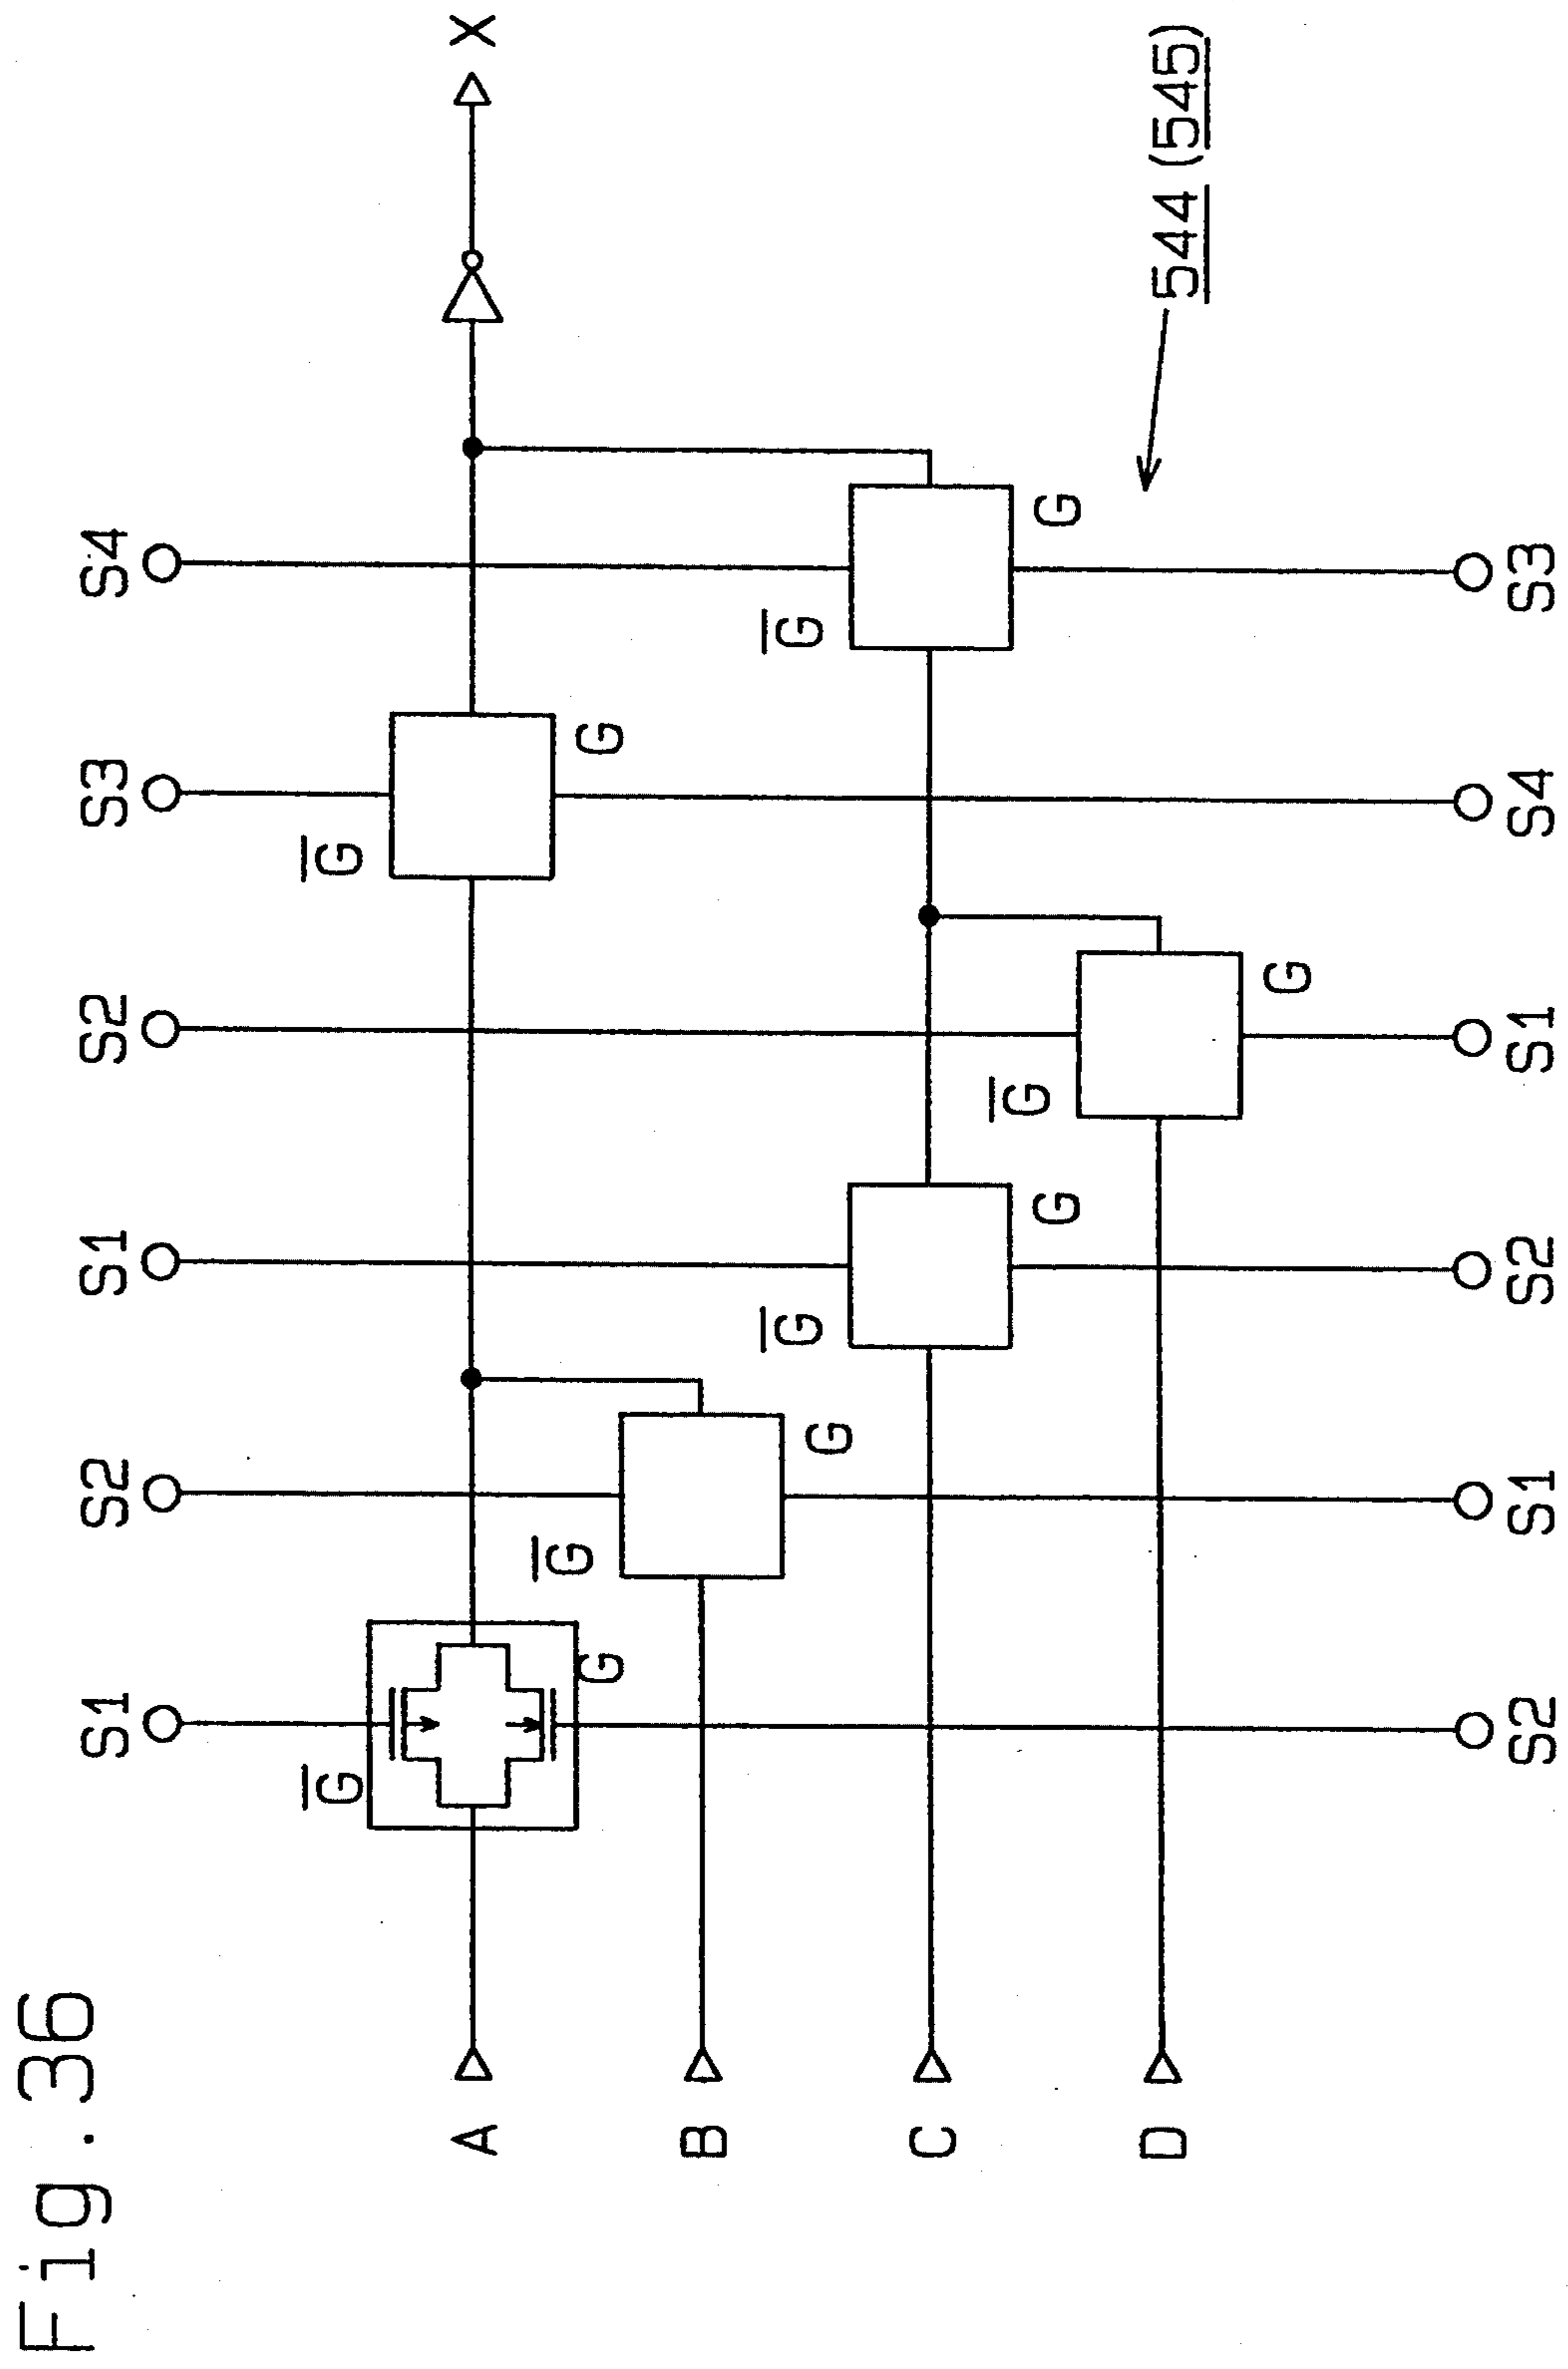 Fig.36
S1 S2 S1 S2 S3 S4
G̅ G̅
A X
G̅ G G
B
G̅ G̅
G
C
G̅ G G
D 544 (545)
G
S2 S1 S2 S1 S4 S3